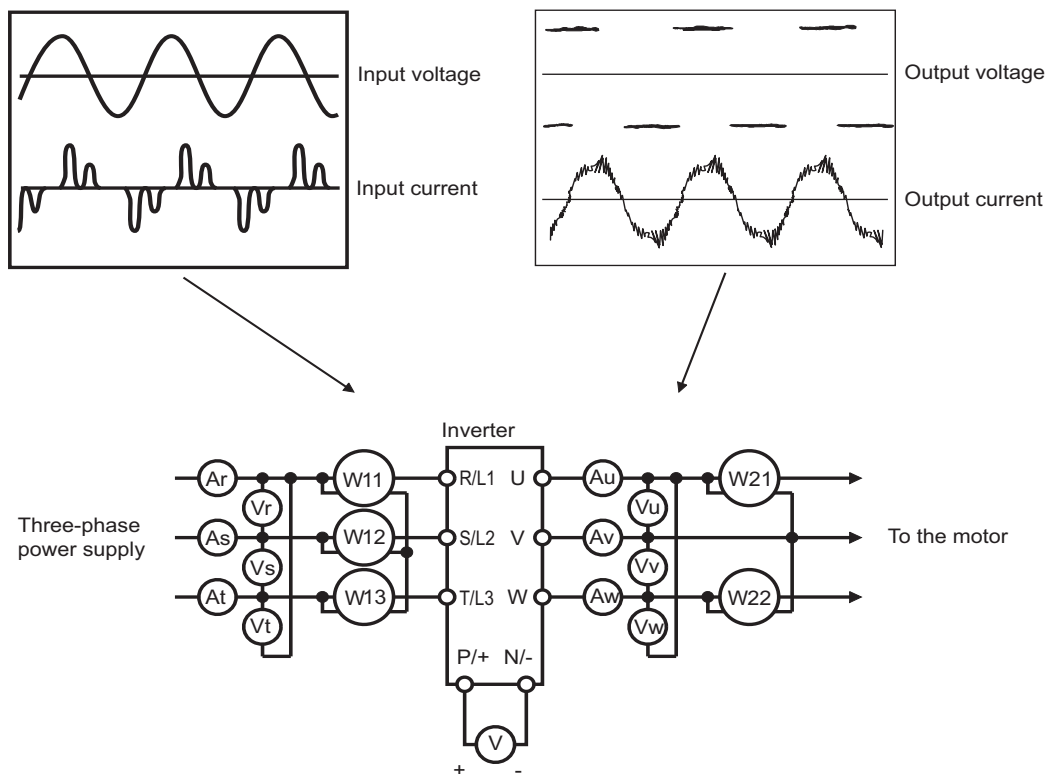 Input voltage
Input current
Output voltage
Output current
Inverter
Three-phase
power supply
Ar
As
At
Vr
Vs
Vt
W11
W12
W13
R/L1
S/L2
T/L3
U
V
W
P/+
N/-
V
+
-
Au
Av
Aw
Vu
Vv
Vw
W21
W22
To the motor